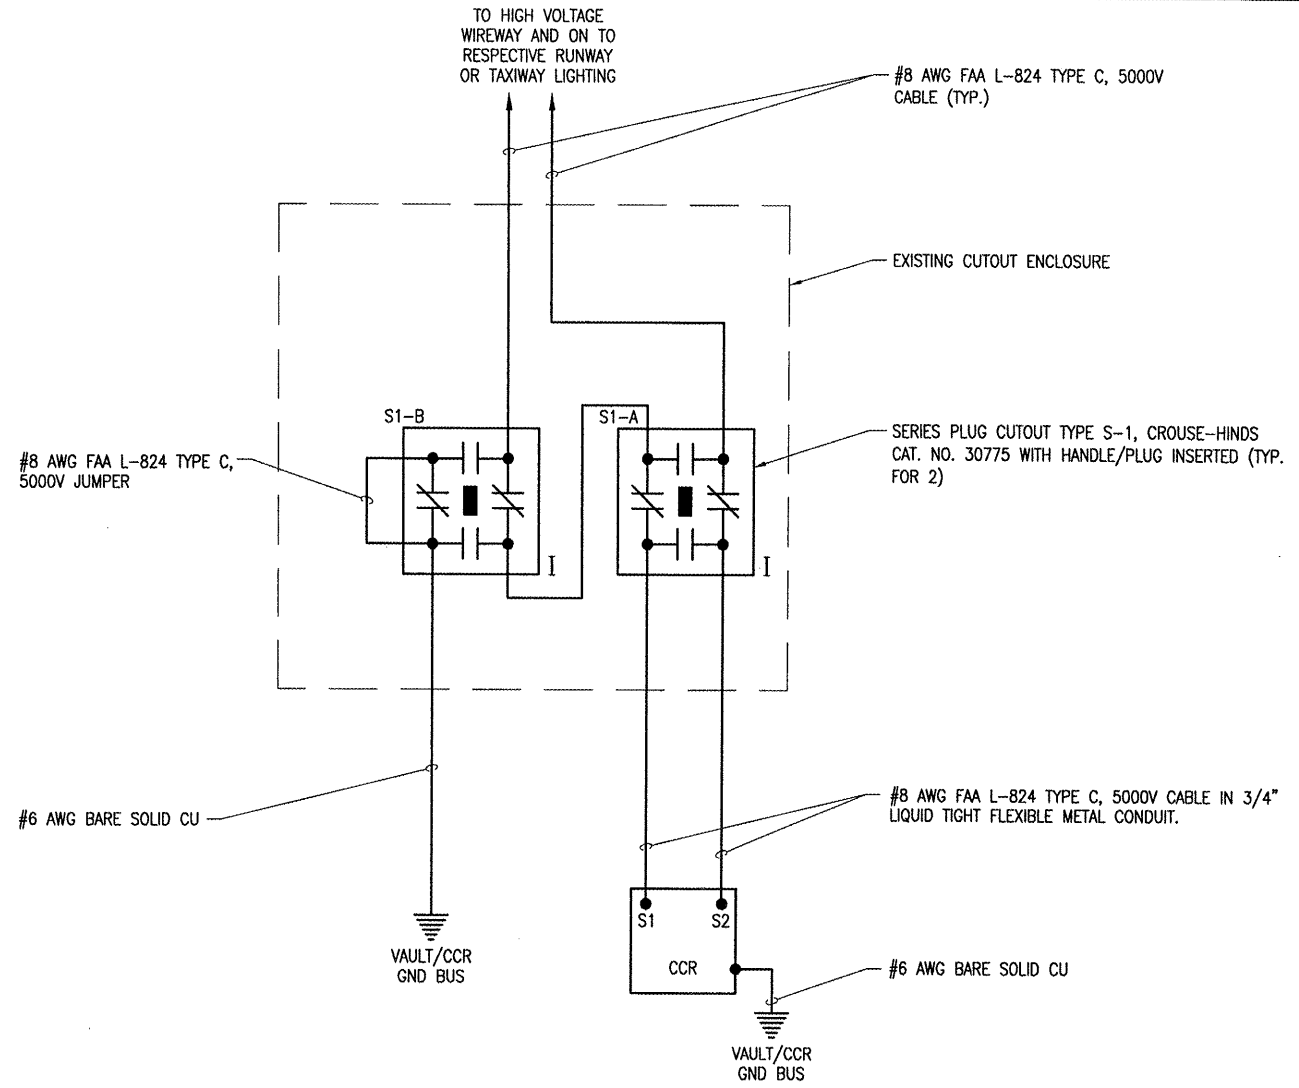 TO HIGH VOLTAGE
WIREWAY AND ON TO
RESPECTIVE RUNWAY
OR TAXIWAY LIGHTING
#8 AWG FAA L-824 TYPE C, 5000V
CABLE (TYP.)
EXISTING CUTOUT ENCLOSURE
S1-B
S1-A
SERIES PLUG CUTOUT TYPE S-1, CROUSE-HINDS
CAT. NO. 30775 WITH HANDLE/PLUG INSERTED (TYP.
FOR 2)
#8 AWG FAA L-824 TYPE C,
5000V JUMPER
I
I
#8 AWG FAA L-824 TYPE C, 5000V CABLE IN 3/4"
LIQUID TIGHT FLEXIBLE METAL CONDUIT.
#6 AWG BARE SOLID CU
S1
S2
VAULT/CCR
GND BUS
CCR
#6 AWG BARE SOLID CU
VAULT/CCR
GND BUS